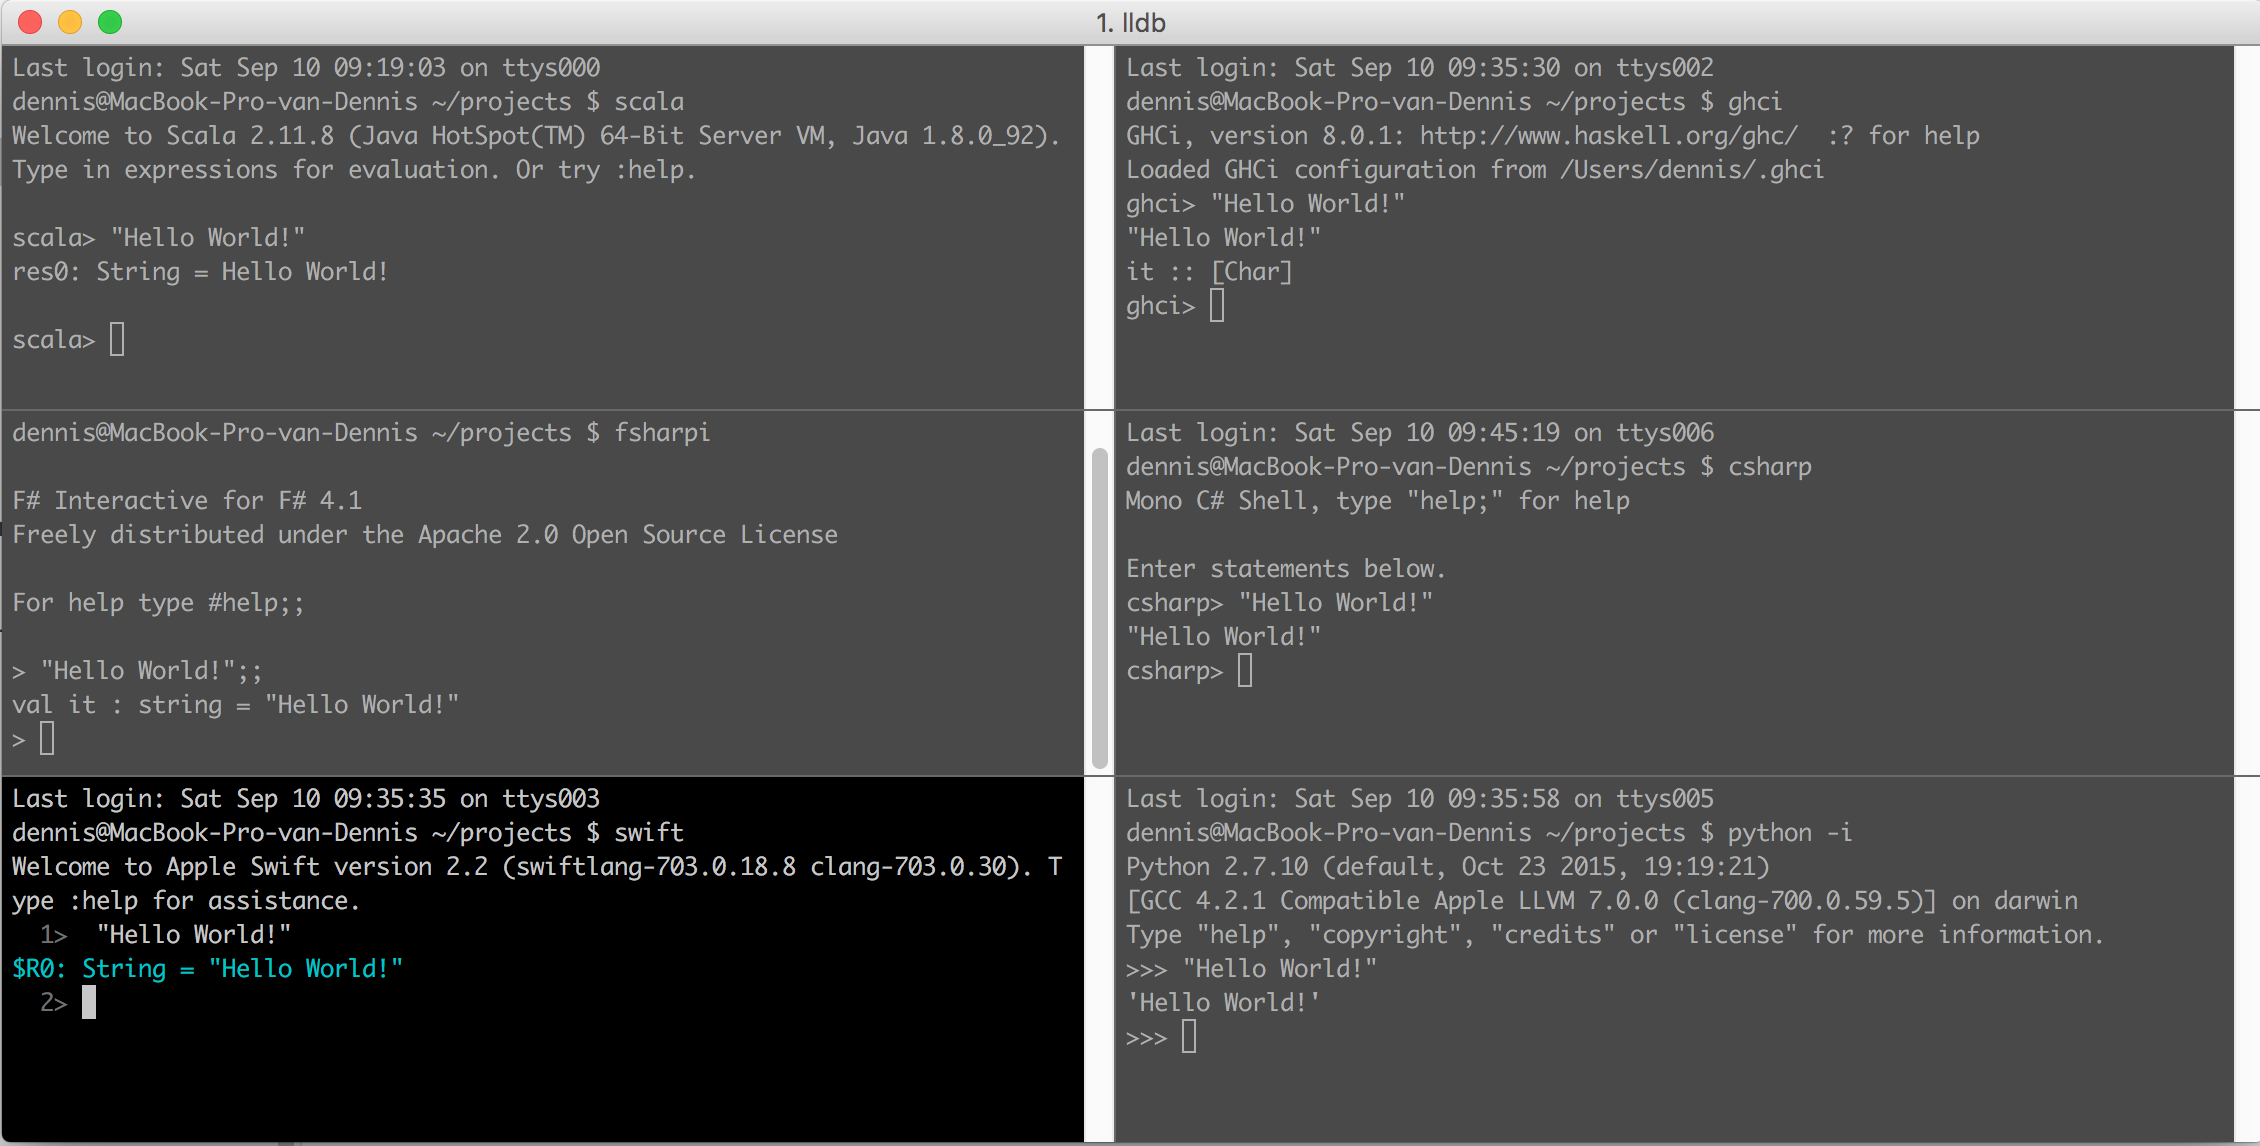 1. lldb
Last login: Sat Sep 10 09:19:03 on ttys000
dennis@MacBook-Pro-van-Dennis ~/projects $ scala
Welcome to Scala 2.11.8 (Java HotSpot(TM) 64-Bit Server VM, Java 1.8.0_92).
Type in expressions for evaluation. Or try :help.
scala> "Hello World!"
res0: String = Hello World!
scala>
Last login: Sat Sep 10 09:35:30 on ttys002
dennis@MacBook-Pro-van-Dennis ~/projects $ ghci
GHCi, version 8.0.1: http://www.haskell.org/ghc/  :? for help
Loaded GHCi configuration from /Users/dennis/.ghci
ghci> "Hello World!"
"Hello World!"
it :: [Char]
ghci>
dennis@MacBook-Pro-van-Dennis ~/projects $ fsharpi
F# Interactive for F# 4.1
Freely distributed under the Apache 2.0 Open Source License
For help type #help;;
> "Hello World!";;
val it : string = "Hello World!"
>
Last login: Sat Sep 10 09:45:19 on ttys006
dennis@MacBook-Pro-van-Dennis ~/projects $ csharp
Mono C# Shell, type "help;" for help
Enter statements below.
csharp> "Hello World!"
"Hello World!"
csharp>
Last login: Sat Sep 10 09:35:35 on ttys003
dennis@MacBook-Pro-van-Dennis ~/projects $ swift
Welcome to Apple Swift version 2.2 (swiftlang-703.0.18.8 clang-703.0.30). T
ype :help for assistance.
1>  "Hello World!"
$R0: String = "Hello World!"
2>
Last login: Sat Sep 10 09:35:58 on ttys005
dennis@MacBook-Pro-van-Dennis ~/projects $ python -i
Python 2.7.10 (default, Oct 23 2015, 19:19:21)
[GCC 4.2.1 Compatible Apple LLVM 7.0.0 (clang-700.0.59.5)] on darwin
Type "help", "copyright", "credits" or "license" for more information.
>>> "Hello World!"
'Hello World!'
>>>